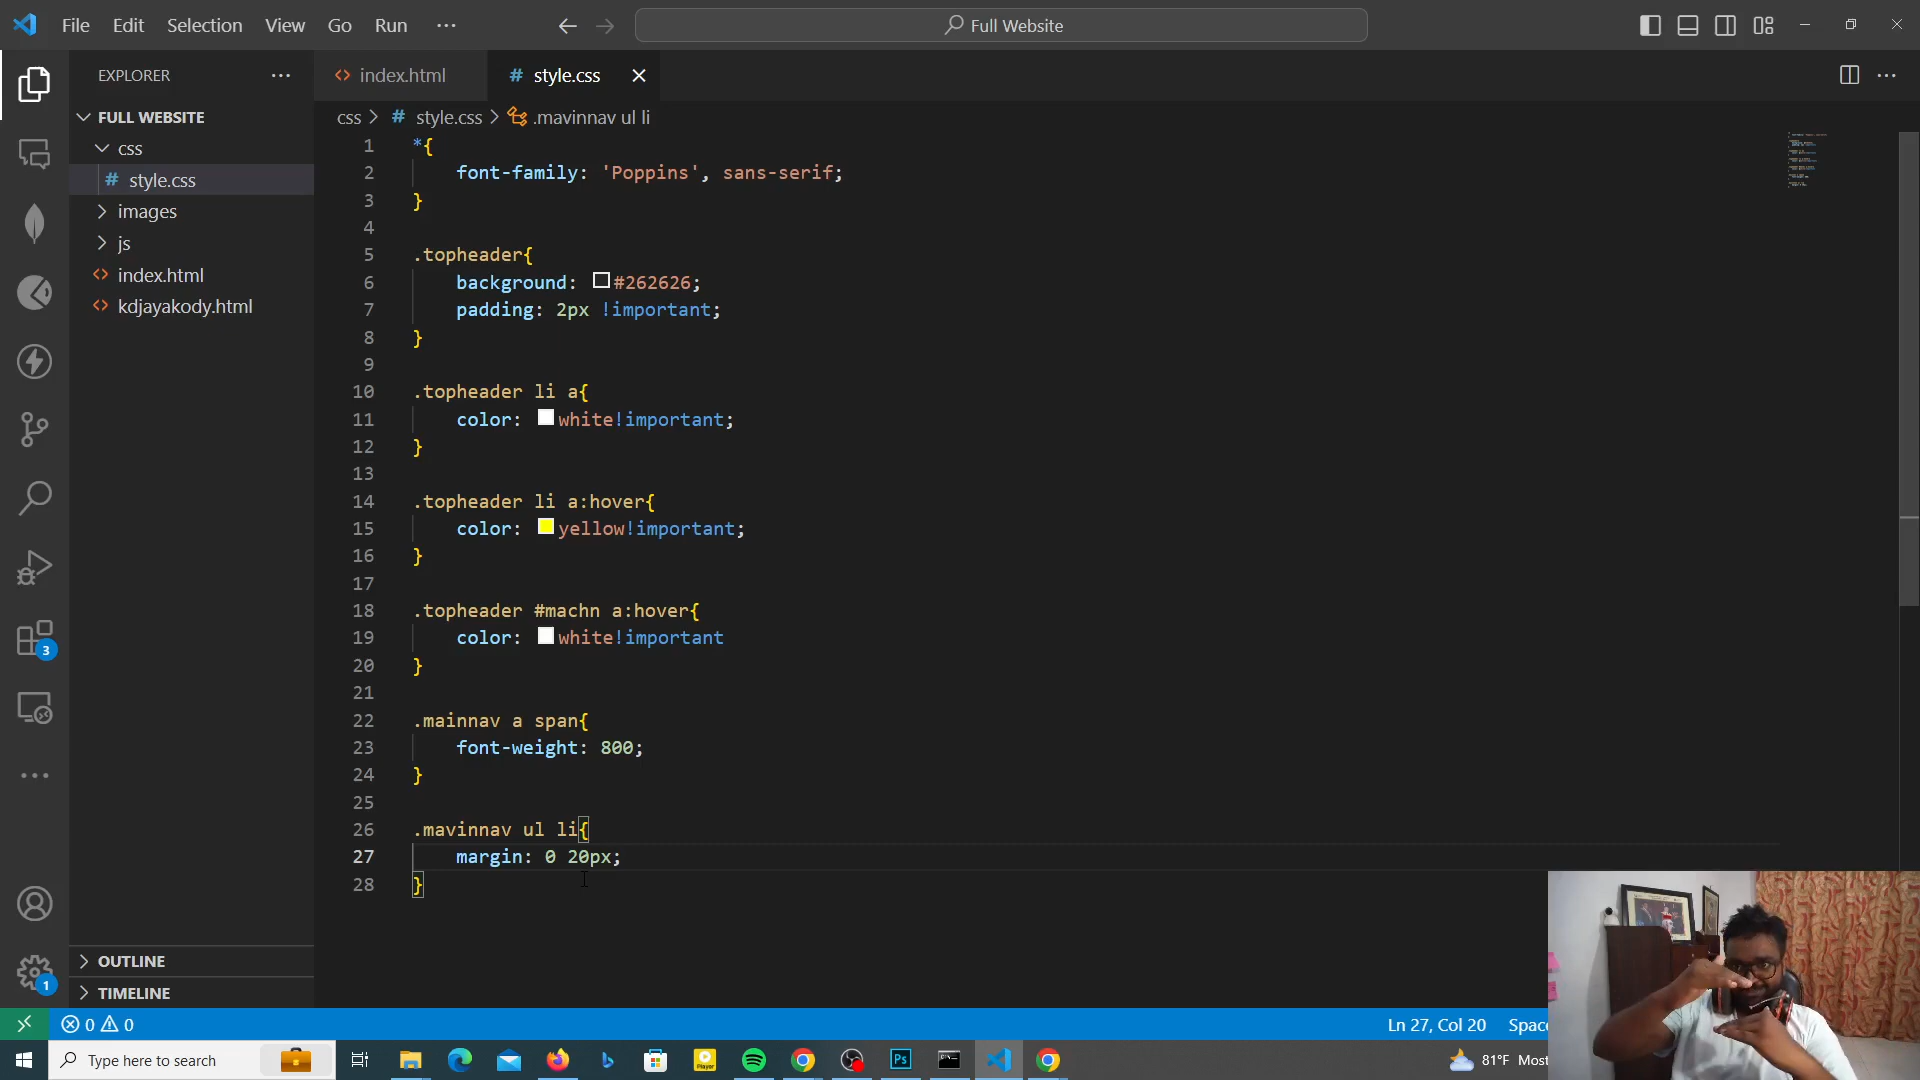 File Edit Selection View Go Run ···
Full Website
EXPLORER ···
FULL WEBSITE
css
# style.css
images
js
<> index.html
<> kdjayakody.html
OUTLINE
TIMELINE
<> index.html
# style.css
css > # style.css > .mavinnav ul li
1 *{
2 font-family: 'Poppins', sans-serif;
3 }
4
5 .topheader{
6 background: #262626;
7 padding: 2px !important;
8 }
9
10 .topheader li a{
11 color: white!important;
12 }
13
14 .topheader li a:hover{
15 color: yellow!important;
16 }
17
18 .topheader #machn a:hover{
19 color: white!important
20 }
21
22 .mainnav a span{
23 font-weight: 800;
24 }
25
26 .mavinnav ul li{
27 margin: 0 20px;
28 }
3
1
0 0
Ln 27, Col 20 Spac
Type here to search
Player
Ps
81°F Most